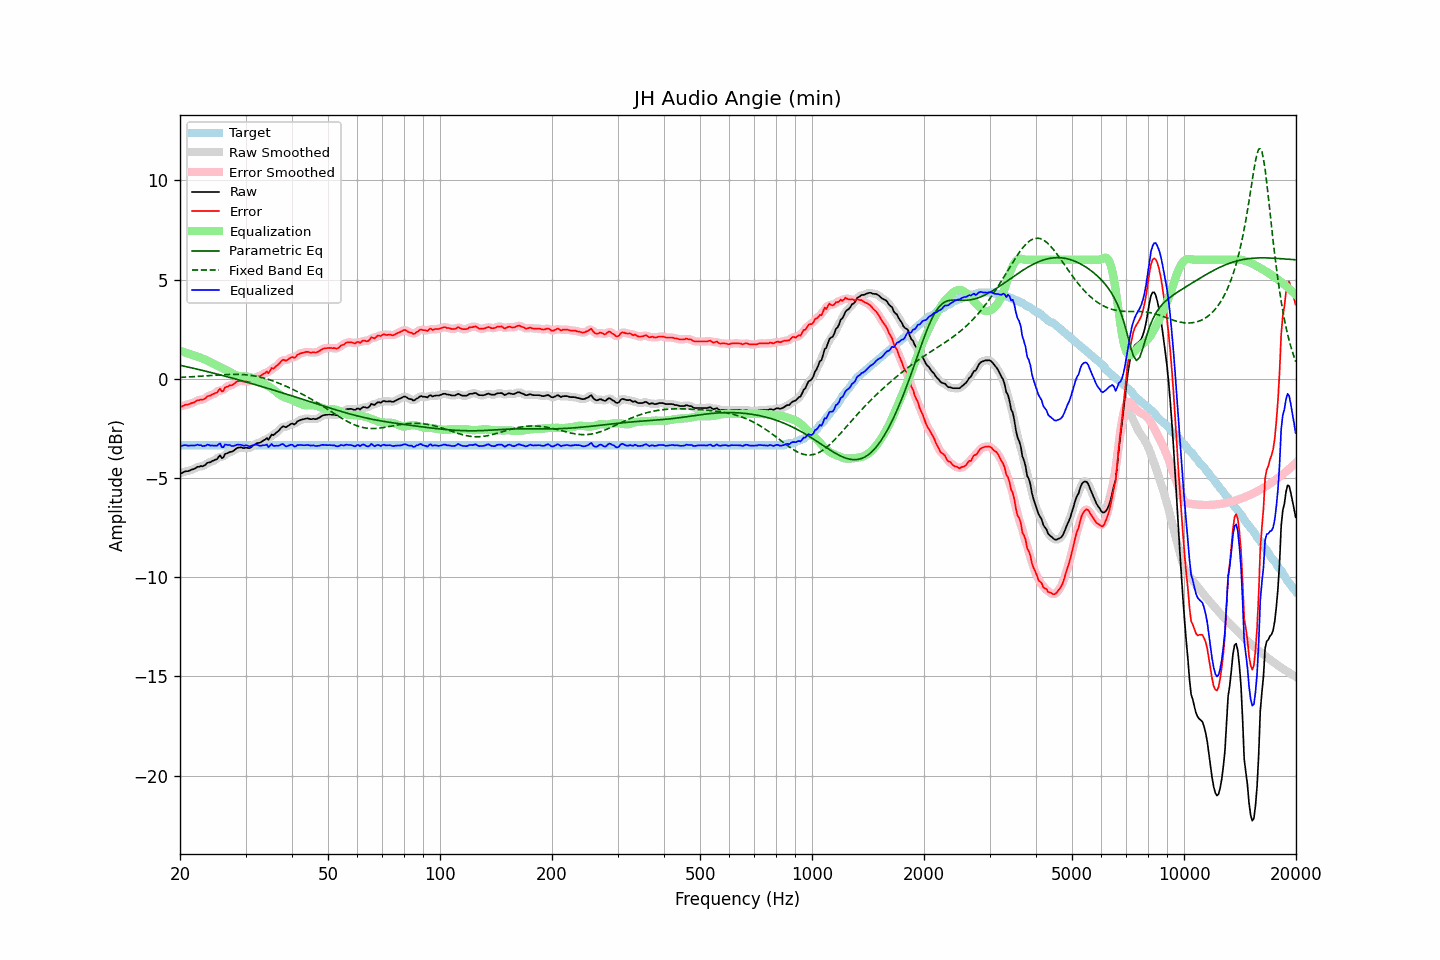 JH Audio Angie (min)
Target
Raw Smoothed
Error Smoothed
Raw
Error
Equalization
Parametric Eq
Fixed Band Eq
Equalized
10
5
0
−5
−10
−15
−20
Amplitude (dBr)
20 50 100 200 500 1000 2000 5000 10000 20000
Frequency (Hz)